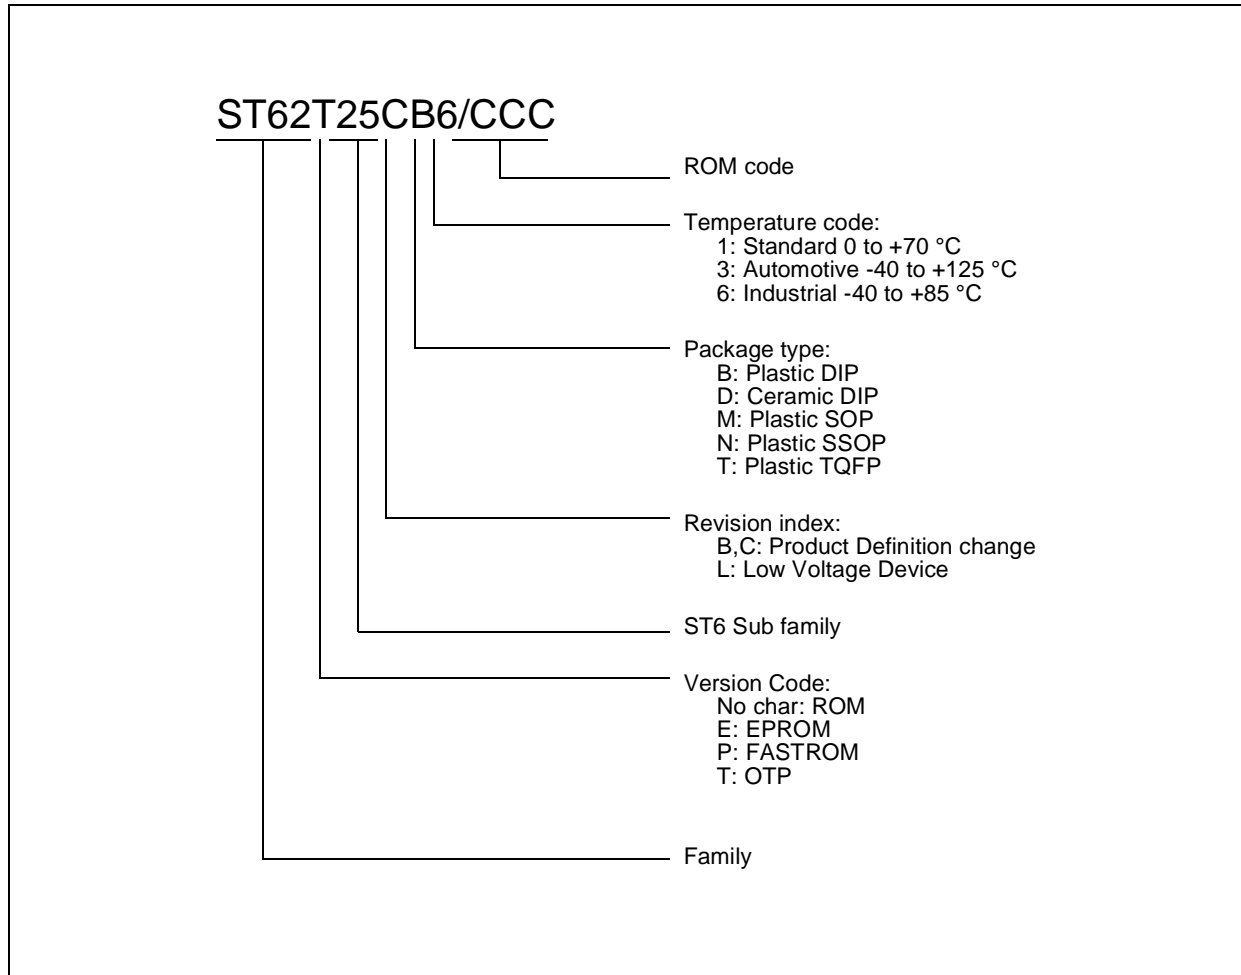 ST62T25CB6/CCC
ROM code
Temperature code:
1: Standard 0 to +70 °C
3: Automotive -40 to +125 °C
6: Industrial -40 to +85 °C
Package type:
B: Plastic DIP
D: Ceramic DIP
M: Plastic SOP
N: Plastic SSOP
T: Plastic TQFP
Revision index:
B,C: Product Definition change
L: Low Voltage Device
ST6 Sub family
Version Code:
No char: ROM
E: EPROM
P: FASTROM
T: OTP
Family